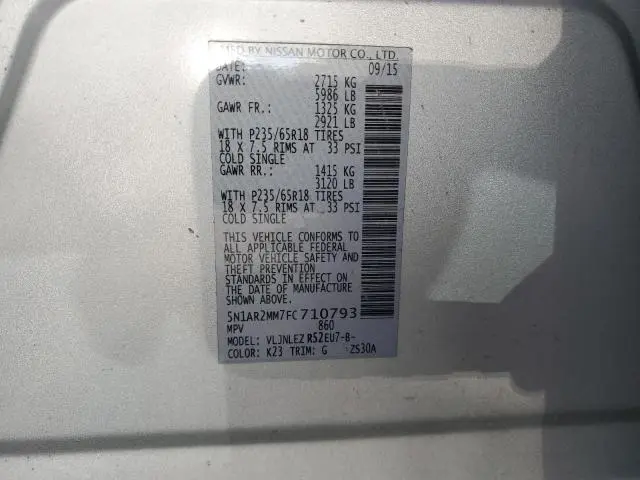 MFD BY NISSAN MOTOR CO., LTD.
DATE: 09/15
GVWR: 2715 KG
5986 LB
GAWR FR.: 1325 KG
2921 LB
WITH P235/65R18 TIRES
18 X 7.5 RIMS AT 33 PSI
COLD SINGLE
GAWR RR.: 1415 KG
3120 LB
WITH P235/65R18 TIRES
18 X 7.5 RIMS AT 33 PSI
COLD SINGLE
THIS VEHICLE CONFORMS TO
ALL APPLICABLE FEDERAL
MOTOR VEHICLE SAFETY AND
THEFT PREVENTION
STANDARDS IN EFFECT ON
THE DATE OF MANUFACTURE
SHOWN ABOVE.
5N1AR2MM7FC710793
MPV 860
MODEL: VLJNLEZ R52EU7-B-
COLOR: K23 TRIM: G ZS30A